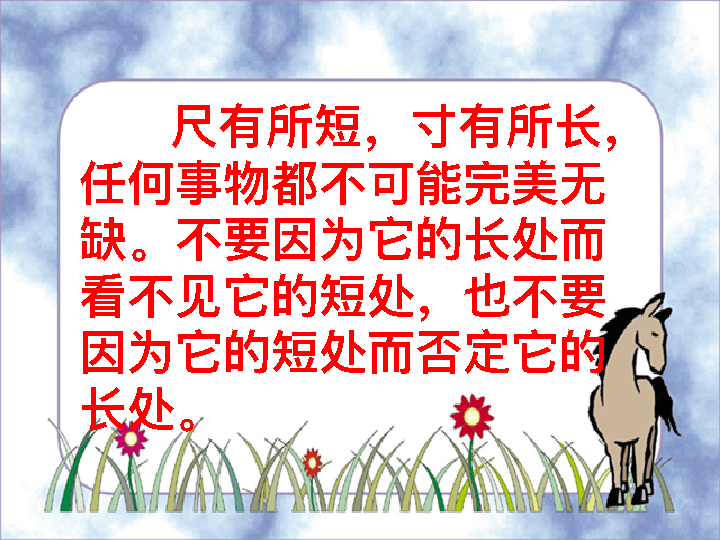 尺有所短，寸有所长，
任何事物都不可能完美无
缺。不要因为它的长处而
看不见它的短处，也不要
因为它的短处而否定它的
长处。